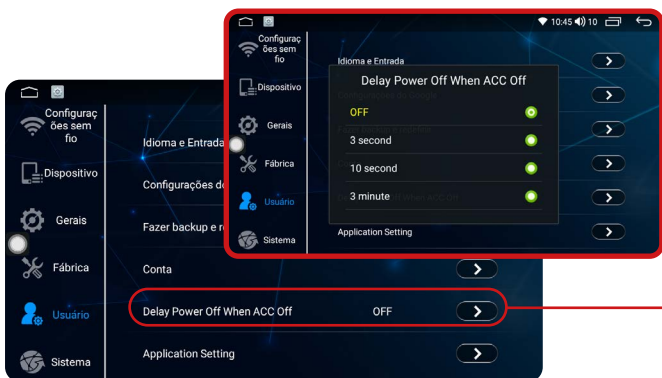 10:45 10
Configuraç
ões sem
fio
Dispositivo
Gerais
Fábrica
Usuário
Sistema
Idioma e Entrada
Delay Power Off When ACC Off
OFF
3 second
10 second
3 minute
Application Setting
Configuraç
ões sem
fio
Dispositivo
Gerais
Fábrica
Usuário
Sistema
Idioma e Entrada
Configurações d
Fazer backup e r
Conta
Delay Power Off When ACC Off OFF
Application Setting